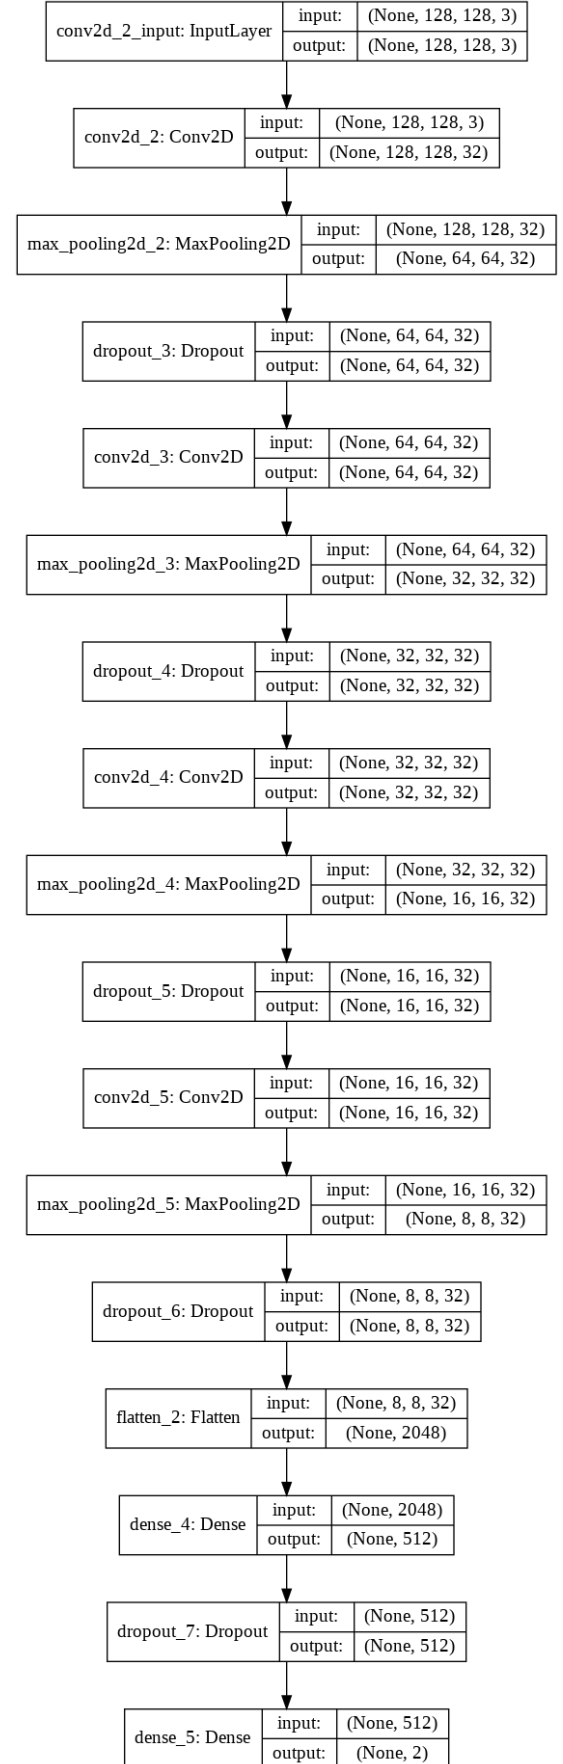 conv2d_2_input: InputLayer input: (None, 128, 128, 3)
output: (None, 128, 128, 3)
conv2d_2: Conv2D input: (None, 128, 128, 3)
output: (None, 128, 128, 32)
max_pooling2d_2: MaxPooling2D input: (None, 128, 128, 32)
output: (None, 64, 64, 32)
dropout_3: Dropout input: (None, 64, 64, 32)
output: (None, 64, 64, 32)
conv2d_3: Conv2D input: (None, 64, 64, 32)
output: (None, 64, 64, 32)
max_pooling2d_3: MaxPooling2D input: (None, 64, 64, 32)
output: (None, 32, 32, 32)
dropout_4: Dropout input: (None, 32, 32, 32)
output: (None, 32, 32, 32)
conv2d_4: Conv2D input: (None, 32, 32, 32)
output: (None, 32, 32, 32)
max_pooling2d_4: MaxPooling2D input: (None, 32, 32, 32)
output: (None, 16, 16, 32)
dropout_5: Dropout input: (None, 16, 16, 32)
output: (None, 16, 16, 32)
conv2d_5: Conv2D input: (None, 16, 16, 32)
output: (None, 16, 16, 32)
max_pooling2d_5: MaxPooling2D input: (None, 16, 16, 32)
output: (None, 8, 8, 32)
dropout_6: Dropout input: (None, 8, 8, 32)
output: (None, 8, 8, 32)
flatten_2: Flatten input: (None, 8, 8, 32)
output: (None, 2048)
dense_4: Dense input: (None, 2048)
output: (None, 512)
dropout_7: Dropout input: (None, 512)
output: (None, 512)
dense_5: Dense input: (None, 512)
output: (None, 2)